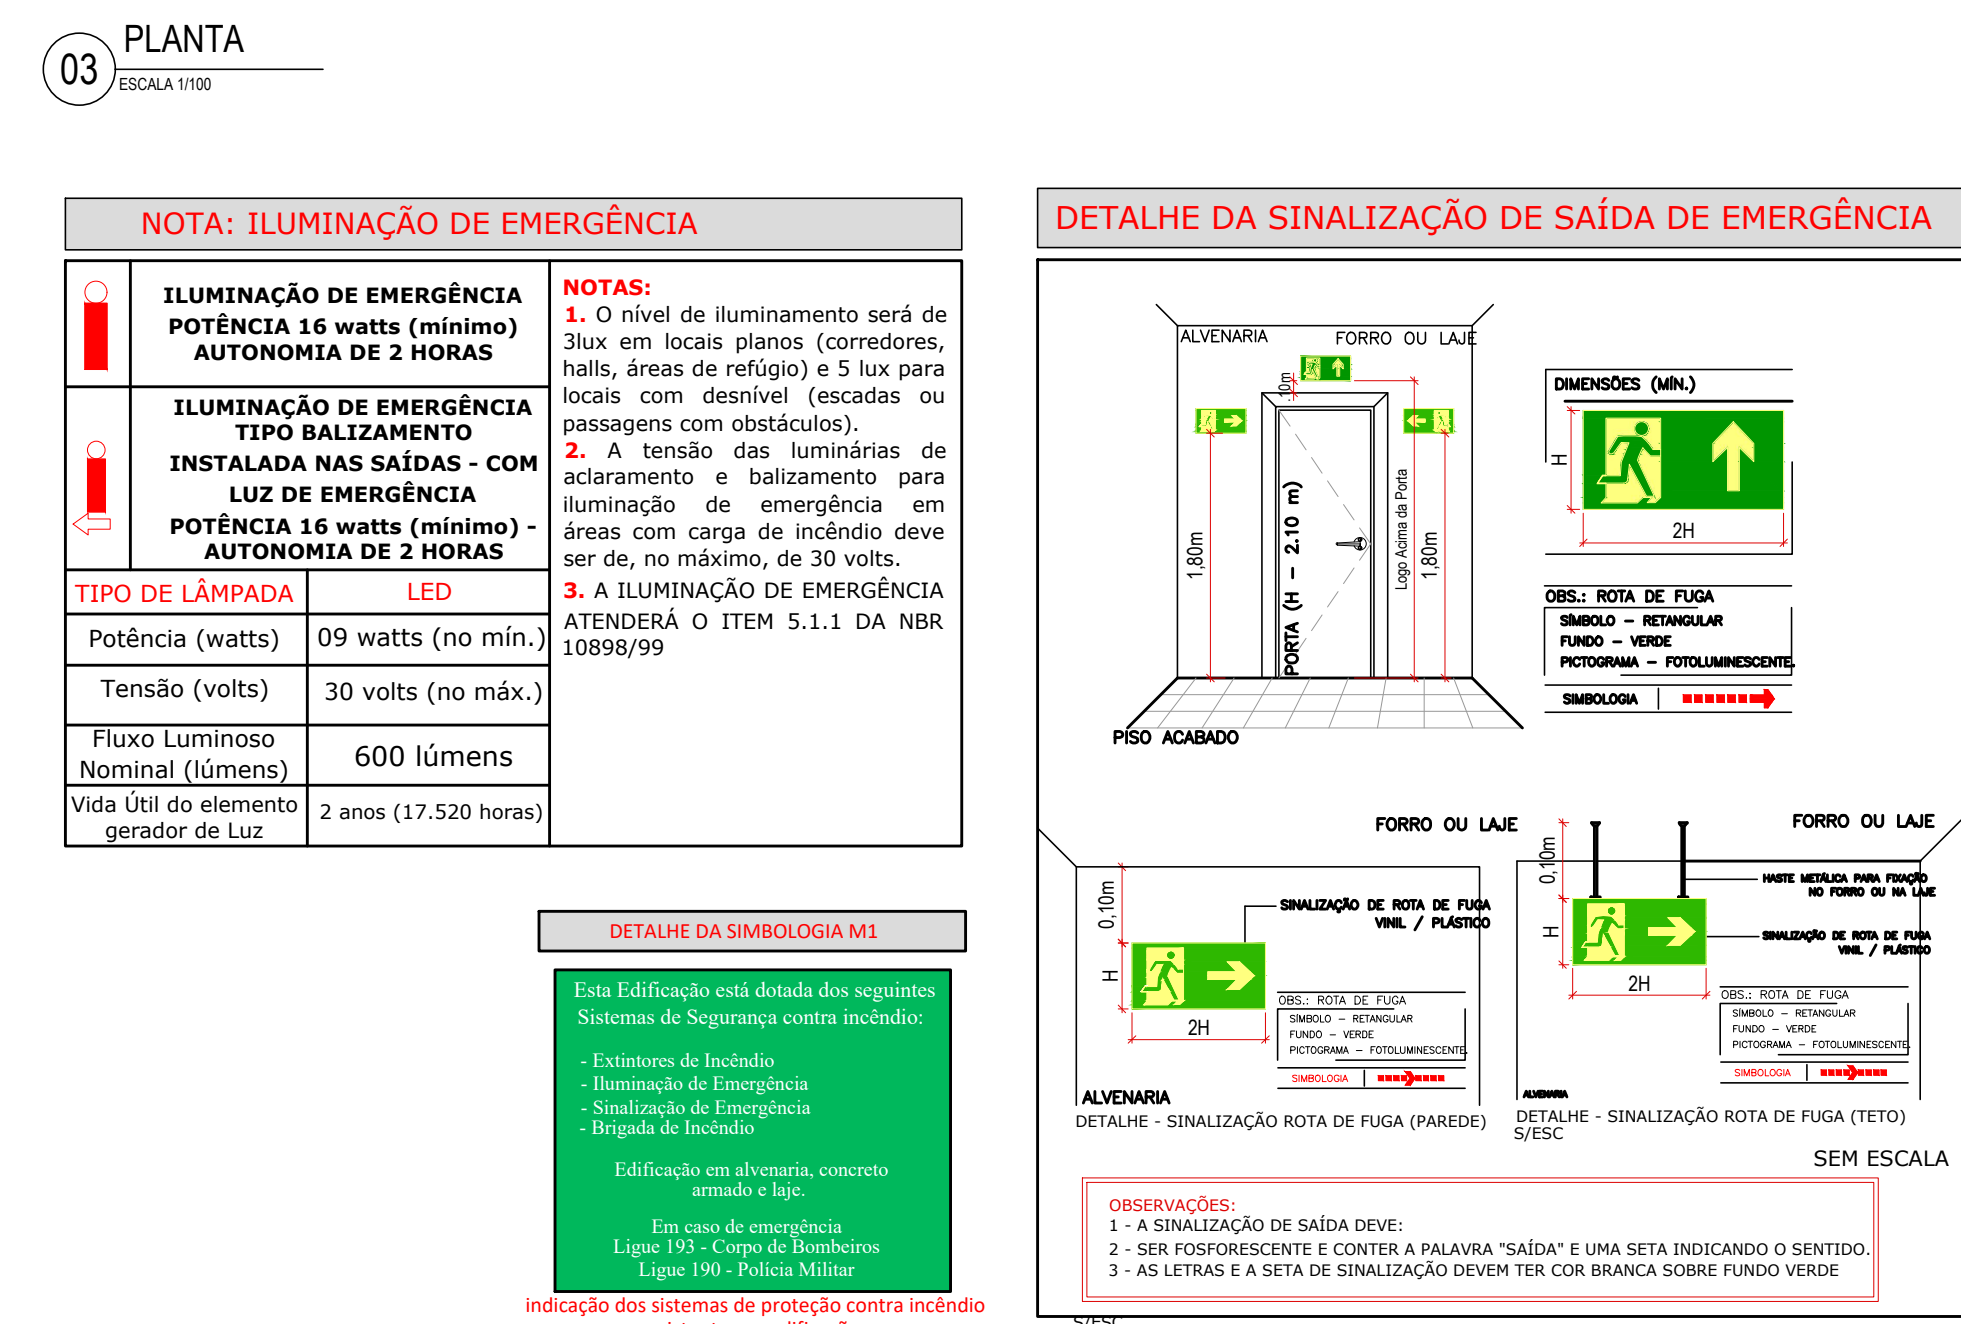 PLANTA
03
ESCALA 1/100
NOTA: ILUMINAÇÃO DE EMERGÊNCIA
ILUMINAÇÃO DE EMERGÊNCIA
POTÊNCIA 16 watts (mínimo)
AUTONOMIA DE 2 HORAS
ILUMINAÇÃO DE EMERGÊNCIA
TIPO BALIZAMENTO
INSTALADA NAS SAÍDAS - COM
LUZ DE EMERGÊNCIA
POTÊNCIA 16 watts (mínimo) -
AUTONOMIA DE 2 HORAS
TIPO DE LÂMPADA LED
Potência (watts) 09 watts (no mín.)
Tensão (volts) 30 volts (no máx.)
Fluxo Luminoso
Nominal (lúmens) 600 lúmens
Vida Útil do elemento
gerador de Luz 2 anos (17.520 horas)
NOTAS:
1. O nível de iluminamento será de
3lux em locais planos (corredores,
halls, áreas de refúgio) e 5 lux para
locais com desnível (escadas ou
passagens com obstáculos).
2. A tensão das luminárias de
aclaramento e balizamento para
iluminação de emergência em
áreas com carga de incêndio deve
ser de, no máximo, de 30 volts.
3. A ILUMINAÇÃO DE EMERGÊNCIA
ATENDERÁ O ITEM 5.1.1 DA NBR
10898/99
DETALHE DA SIMBOLOGIA M1
Esta Edificação está dotada dos seguintes
Sistemas de Segurança contra incêndio:
- Extintores de Incêndio
- Iluminação de Emergência
- Sinalização de Emergência
- Brigada de Incêndio
Edificação em alvenaria, concreto
armado e laje.
Em caso de emergência
Ligue 193 - Corpo de Bombeiros
Ligue 190 - Polícia Militar
indicação dos sistemas de proteção contra incêndio
DETALHE DA SINALIZAÇÃO DE SAÍDA DE EMERGÊNCIA
ALVENARIA
FORRO OU LAJE
.10m
1,80m
PORTA (H - 2.10 m)
Logo Acima da Porta
1,80m
PISO ACABADO
DIMENSÕES (MÍN.)
H
2H
OBS.: ROTA DE FUGA
SÍMBOLO - RETANGULAR
FUNDO - VERDE
PICTOGRAMA - FOTOLUMINESCENTE.
SIMBOLOGIA
FORRO OU LAJE
0,10m
SINALIZAÇÃO DE ROTA DE FUGA
VINIL / PLÁSTICO
H
2H
OBS.: ROTA DE FUGA
SÍMBOLO - RETANGULAR
FUNDO - VERDE
PICTOGRAMA - FOTOLUMINESCENTE.
SIMBOLOGIA
ALVENARIA
DETALHE - SINALIZAÇÃO ROTA DE FUGA (PAREDE)
FORRO OU LAJE
0,10m
HASTE METÁLICA PARA FIXAÇÃO
NO FORRO OU NA LAJE
SINALIZAÇÃO DE ROTA DE FUGA
VINIL / PLÁSTICO
H
2H
OBS.: ROTA DE FUGA
SÍMBOLO - RETANGULAR
FUNDO - VERDE
PICTOGRAMA - FOTOLUMINESCENTE.
SIMBOLOGIA
ALVENARIA
DETALHE - SINALIZAÇÃO ROTA DE FUGA (TETO)
S/ESC
SEM ESCALA
OBSERVAÇÕES:
1 - A SINALIZAÇÃO DE SAÍDA DEVE:
2 - SER FOSFORESCENTE E CONTER A PALAVRA "SAÍDA" E UMA SETA INDICANDO O SENTIDO.
3 - AS LETRAS E A SETA DE SINALIZAÇÃO DEVEM TER COR BRANCA SOBRE FUNDO VERDE
S/ESC